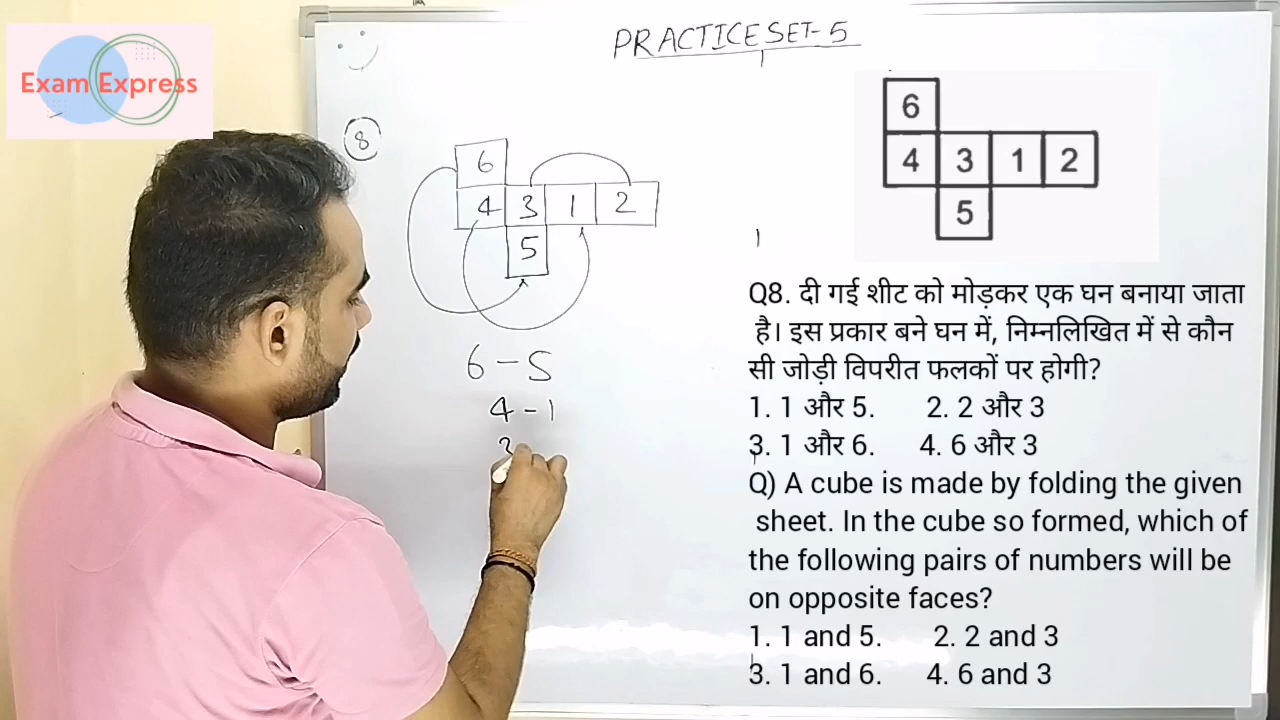 Exam Express
PRACTICE SET-5
8
6
4 3 1 2
5
6 - 5
4 - 1
3
6
4 3 1 2
5
Q8. दी गई शीट को मोड़कर एक घन बनाया जाता
है। इस प्रकार बने घन में, निम्नलिखित में से कौन
सी जोड़ी विपरीत फलकों पर होगी?
1. 1 और 5. 2. 2 और 3
3. 1 और 6. 4. 6 और 3
Q) A cube is made by folding the given
sheet. In the cube so formed, which of
the following pairs of numbers will be
on opposite faces?
1. 1 and 5. 2. 2 and 3
3. 1 and 6. 4. 6 and 3